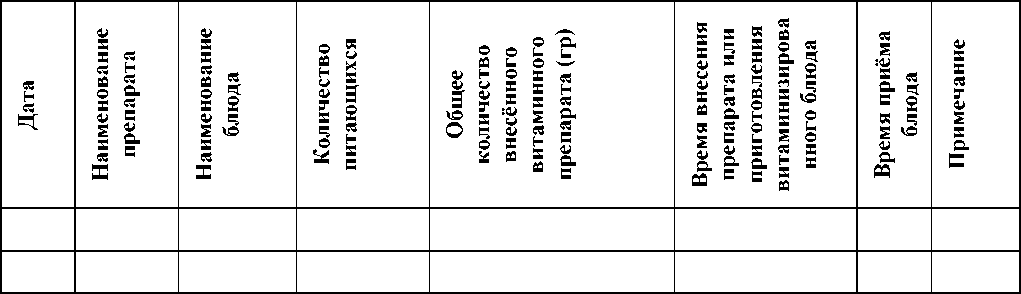 Дата
Наименование
препарата
Наименование
блюда
Количество
питающихся
Общее
количество
внесённого
витаминного
препарата (гр)
Время внесения
препарата или
приготовления
витаминизирова
нного блюда
Время приёма
блюда
Примечание